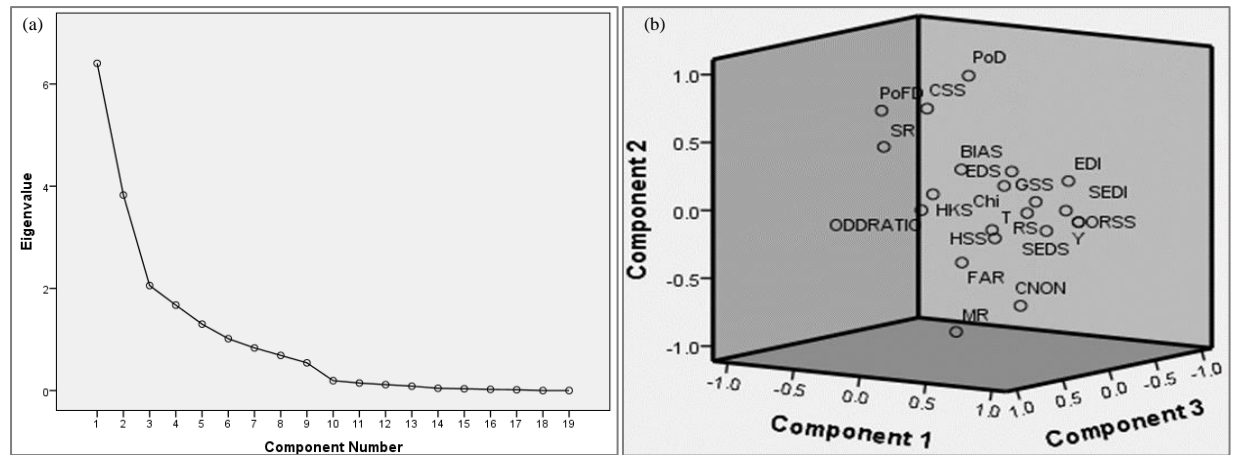 (a)
6
4
2
0
Eigenvalue
1 2 3 4 5 6 7 8 9 10 11 12 13 14 15 16 17 18 19
Component Number
(b)
PoD
PoFD CSS
SR
BIAS
EDS
EDI
GSS
SEDI
Chi
HKS
T
ODDRATIO
RS
ORSS
HSS
Y
SEDS
FAR
CNON
MR
1.0
0.5
0.0
-0.5
-1.0
Component 2
-1.0 -0.5 0.0 0.5 1.0
Component 1
1.0 0.5 0.0 -0.5 -1.0
Component 3